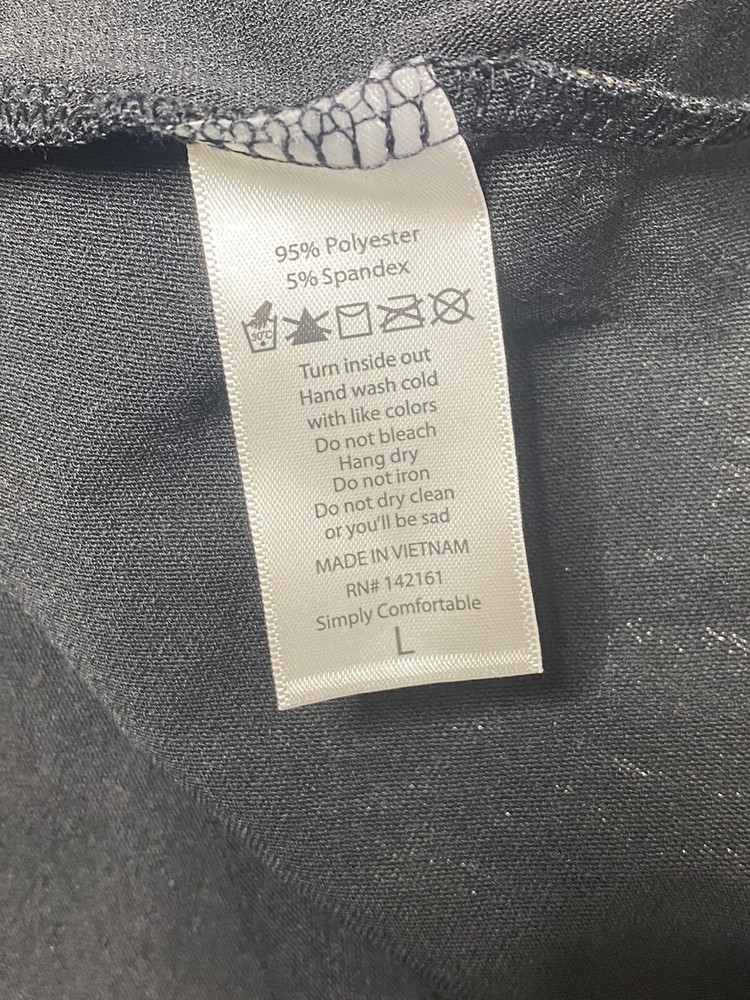 95% Polyester
5% Spandex
30°C
Turn inside out
Hand wash cold
with like colors
Do not bleach
Hang dry
Do not iron
Do not dry clean
or you'll be sad
MADE IN VIETNAM
RN# 142161
Simply Comfortable
L